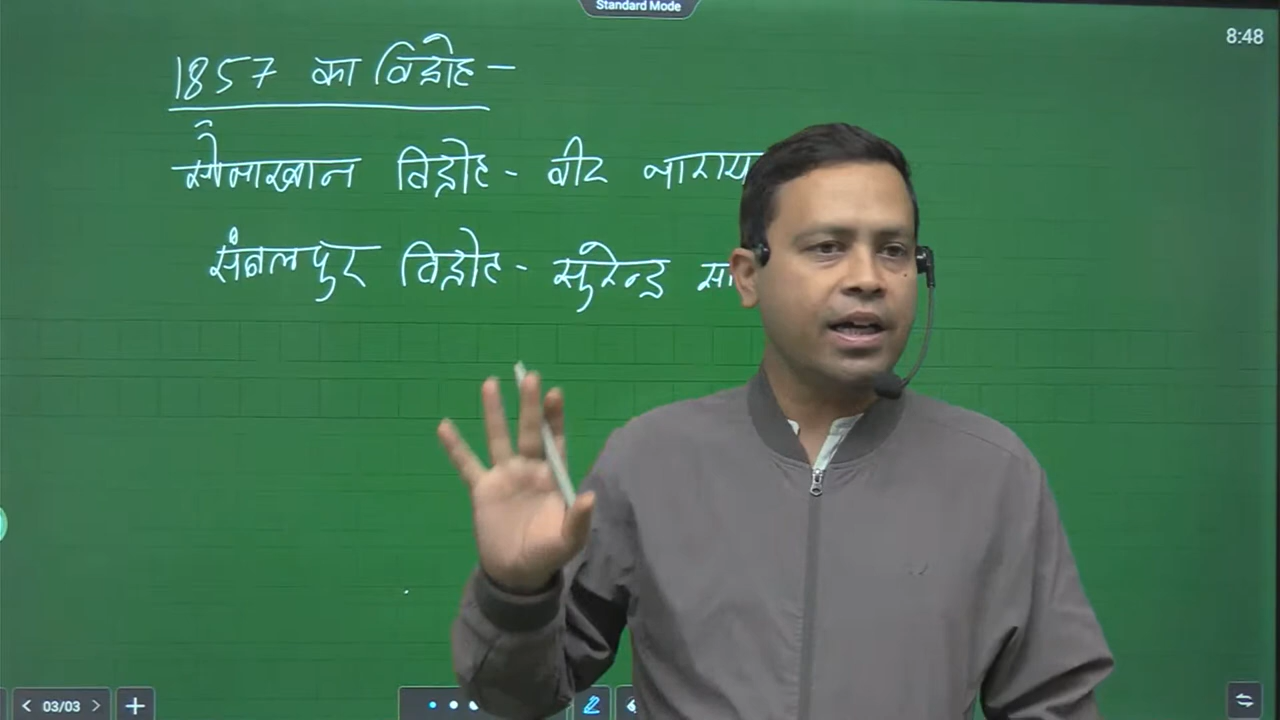 Standard Mode
8:48
1857 का विद्रोह -
सोनाखान विद्रोह - वीर नाराय
संबलपुर विद्रोह - सुरेन्द्र सा
03/03